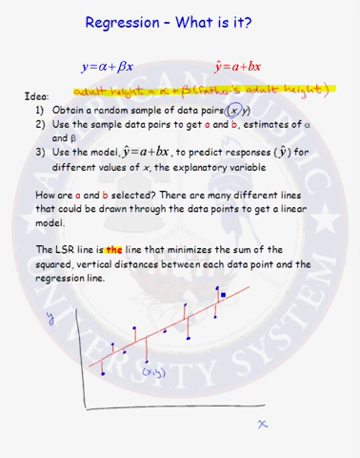 Regression – What is it?
y=α+βx ŷ=a+bx
adult height = α + β(father's adult height)
Idea:
1) Obtain a random sample of data pairs (x,y)
2) Use the sample data pairs to get a and b, estimates of α
and β
3) Use the model, ŷ=a+bx, to predict responses (ŷ) for
different values of x, the explanatory variable
How are a and b selected? There are many different lines
that could be drawn through the data points to get a linear
model.
The LSR line is the line that minimizes the sum of the
squared, vertical distances between each data point and the
regression line.
y
(x,y)
x
AMERICAN PUBLIC UNIVERSITY SYSTEM